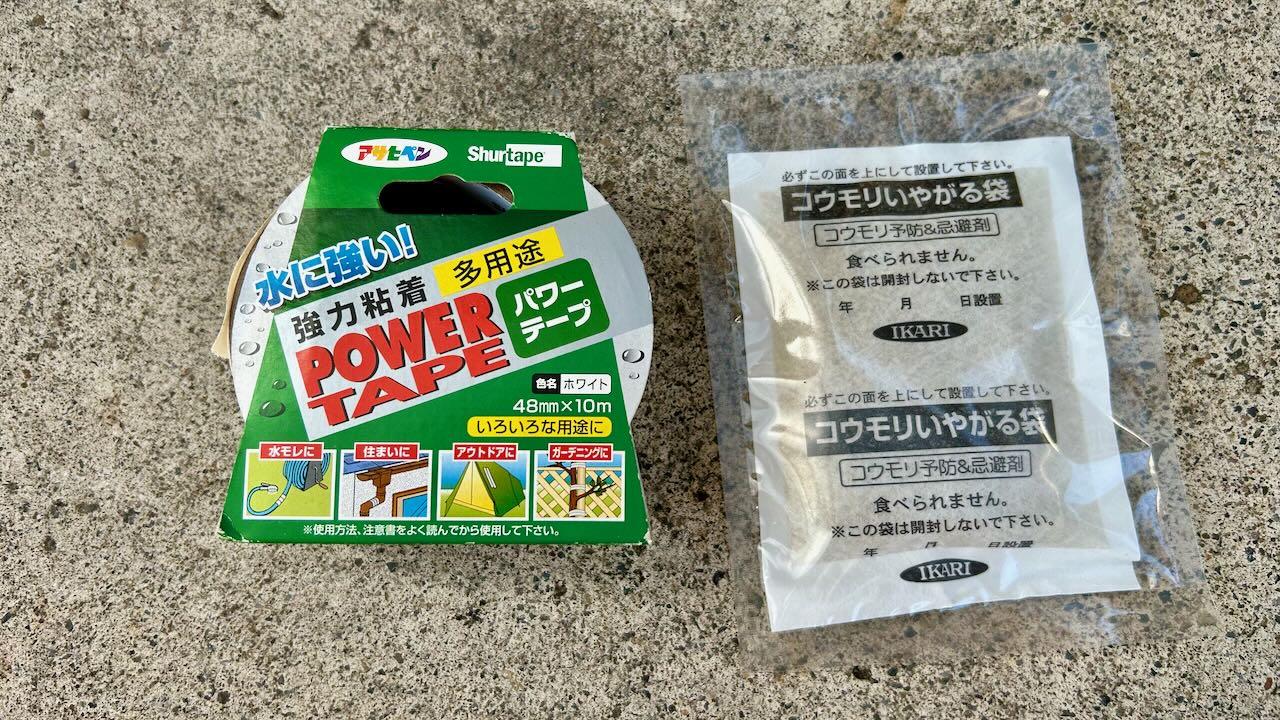 アサヒペン
Shurtape
水に強い!
強力粘着
多用途
POWER
TAPE
パワー
テープ
色名 ホワイト
48mm×10m
いろいろな用途に
水モレに
住まいに
アウトドアに
ガーデニングに
※使用方法、注意書をよく読んでから使用して下さい。
必ずこの面を上にして設置して下さい。
コウモリいやがる袋
コウモリ予防&忌避剤
食べられません。
※この袋は開封しないで下さい。
年 月 日設置
IKARI
必ずこの面を上にして設置して下さい。
コウモリいやがる袋
コウモリ予防&忌避剤
食べられません。
※この袋は開封しないで下さい。
年 月 日設置
IKARI